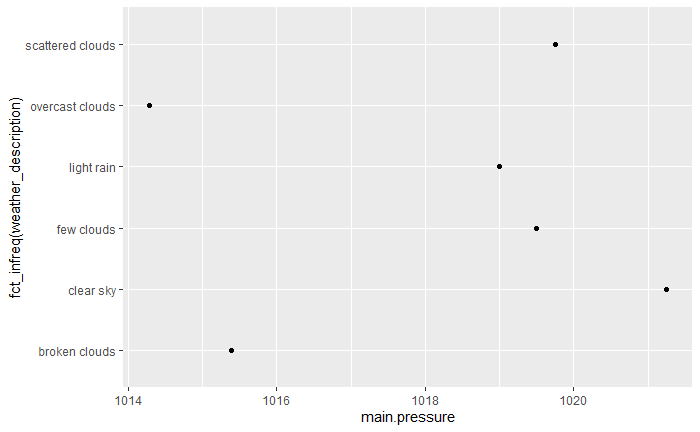 fct_infreq(weather_description)
scattered clouds
overcast clouds
light rain
few clouds
clear sky
broken clouds
1014 1016 1018 1020
main.pressure